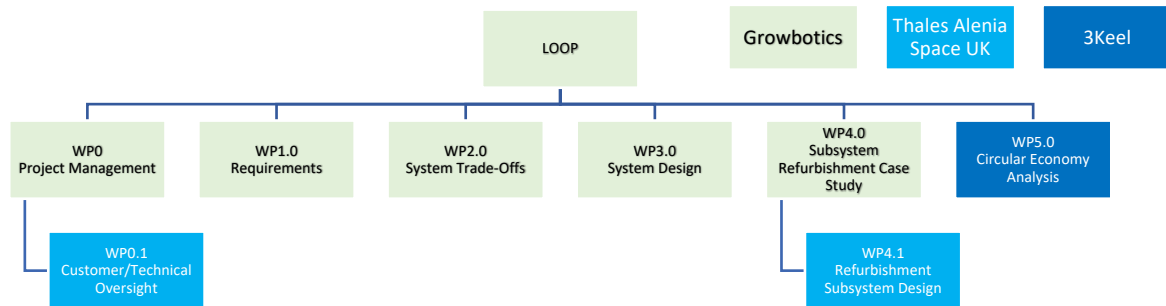 LOOP
Growbotics
Thales Alenia
Space UK
3Keel
WP0
Project Management
WP1.0
Requirements
WP2.0
System Trade-Offs
WP3.0
System Design
WP4.0
Subsystem
Refurbishment Case
Study
WP5.0
Circular Economy
Analysis
WP0.1
Customer/Technical
Oversight
WP4.1
Refurbishment
Subsystem Design